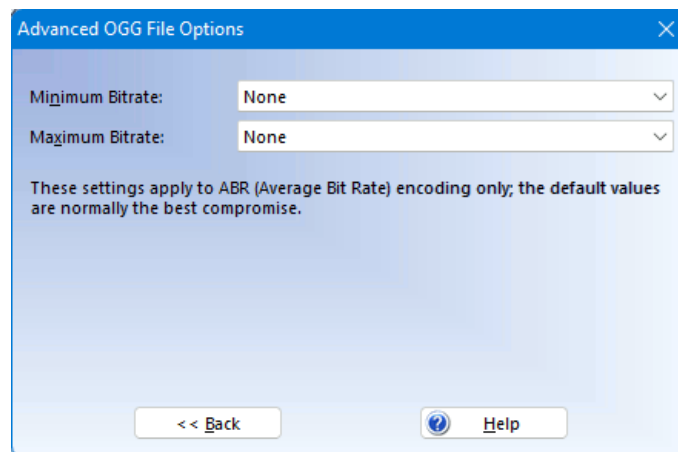 Advanced OGG File Options
Minimum Bitrate: None
Maximum Bitrate: None
These settings apply to ABR (Average Bit Rate) encoding only; the default values
are normally the best compromise.
<< Back Help